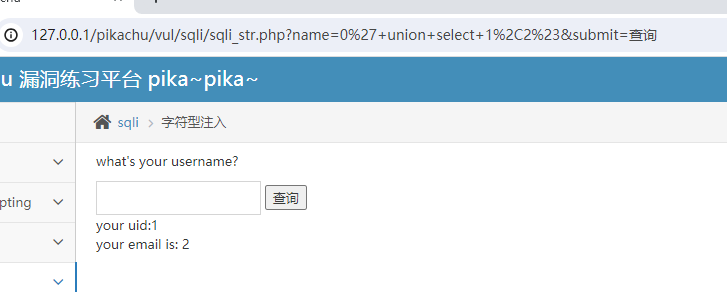 127.0.0.1/pikachu/vul/sqli/sqli_str.php?name=0%27+union+select+1%2C2%23&submit=查询
漏洞练习平台 pika~pika~
sqli > 字符型注入
what's your username?
pting
查询
your uid:1
your email is: 2